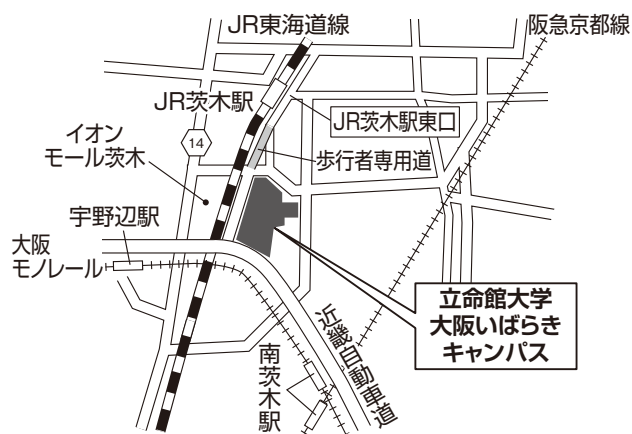 JR東海道線
阪急京都線
JR茨木駅
JR茨木駅東口
イオン
モール茨木
14
歩行者専用道
宇野辺駅
大阪
モノレール
立命館大学
大阪いばらき
キャンパス
近畿自動車道
南茨木駅